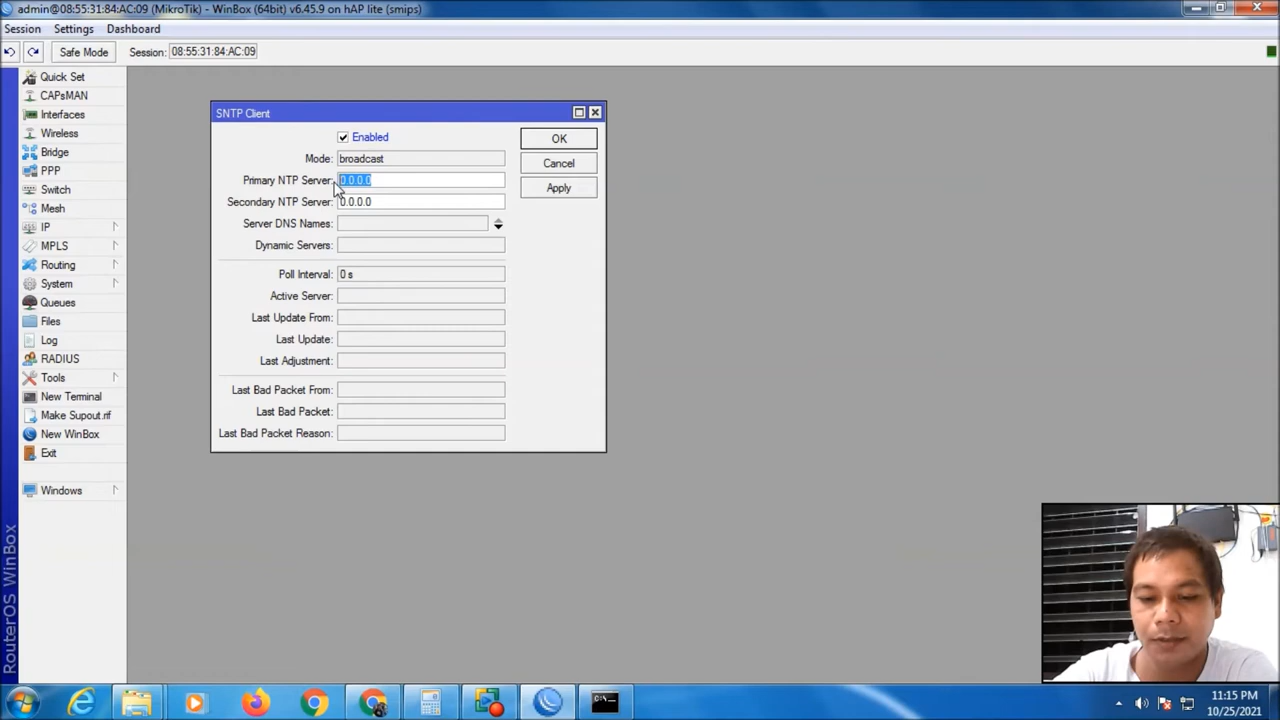 admin@08:55:31:84:AC:09 (MikroTik) - WinBox (64bit) v6.45.9 on hAP lite (smips)
Session Settings Dashboard
Safe Mode Session: 08:55:31:84:AC:09
Quick Set
CAPsMAN
Interfaces
Wireless
Bridge
PPP
Switch
Mesh
IP
MPLS
Routing
System
Queues
Files
Log
RADIUS
Tools
New Terminal
Make Supout.rif
New WinBox
Exit
Windows
RouterOS WinBox
SNTP Client
Enabled
Mode: broadcast
Primary NTP Server: 0.0.0.0
Secondary NTP Server: 0.0.0.0
Server DNS Names:
Dynamic Servers:
Poll Interval: 0 s
Active Server:
Last Update From:
Last Update:
Last Adjustment:
Last Bad Packet From:
Last Bad Packet:
Last Bad Packet Reason:
OK
Cancel
Apply
11:15 PM
10/25/2021